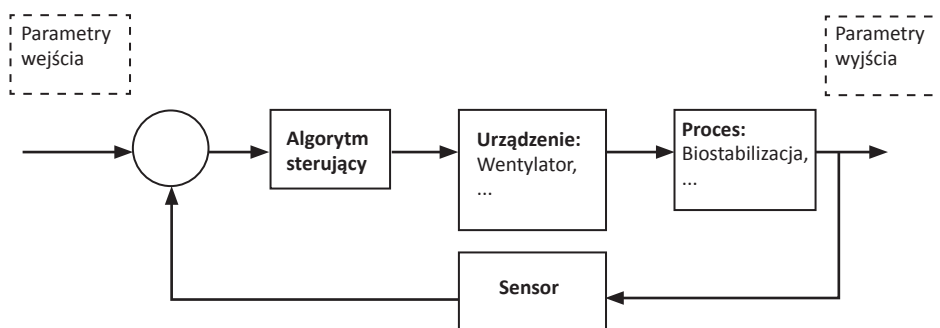 Parametry
wejścia
Parametry
wyjścia
Algorytm
sterujący
Urządzenie:
Wentylator,
...
Proces:
Biostabilizacja,
...
Sensor